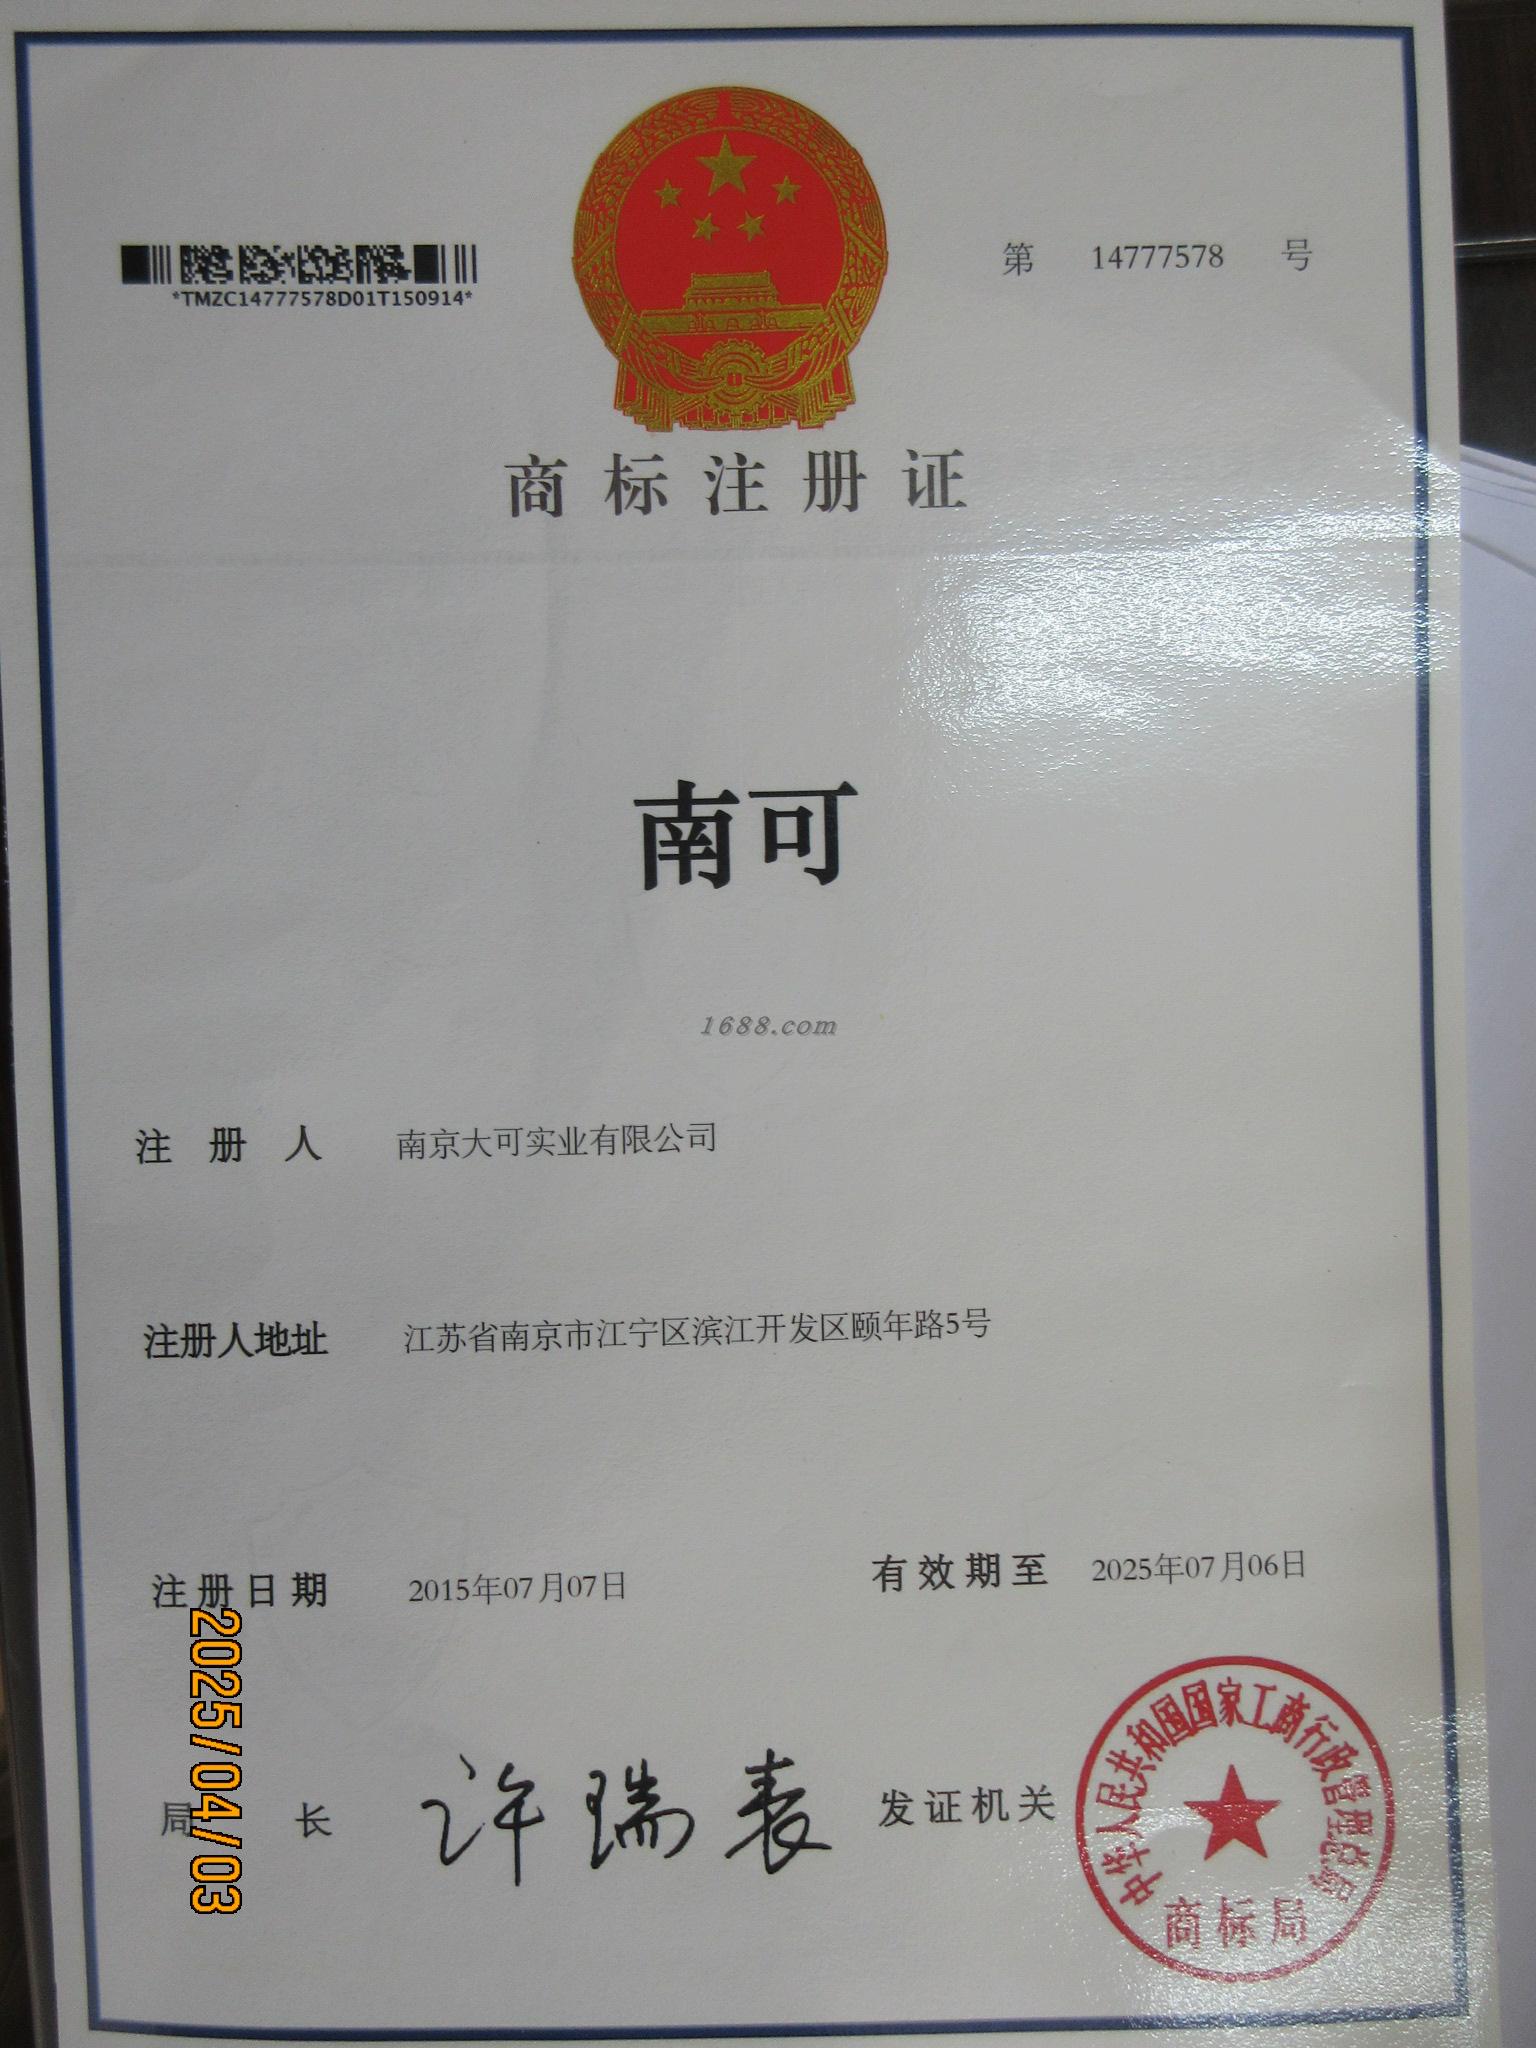 *TMZC14777578D01T150914*
第 14777578 号
商标注册证
南可
1688.com
注册人 南京大可实业有限公司
注册人地址 江苏省南京市江宁区滨江开发区颐年路5号
注册日期 2015年07月07日 有效期至 2025年07月06日
2025/04/03
局长 许瑞表 发证机关
中华人民共和国国家工商行政管理总局
商标局